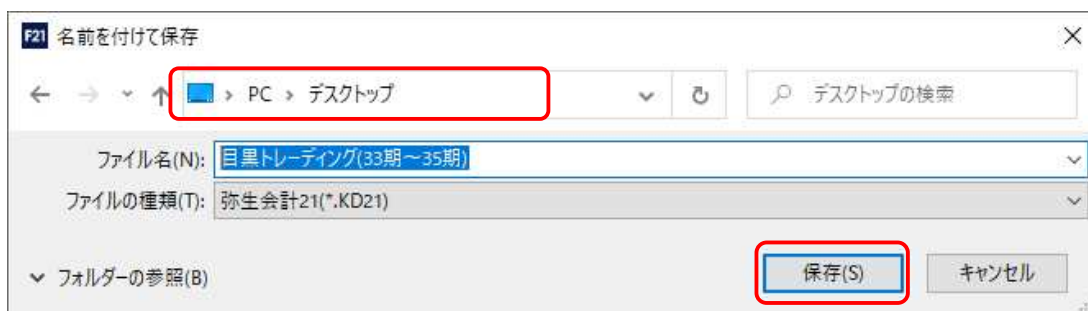 F21 名前を付けて保存
PC › デスクトップ デスクトップの検索
ファイル名(N): 目黒トレーディング(33期～35期)
ファイルの種類(T): 弥生会計21(*.KD21)
フォルダーの参照(B) 保存(S) キャンセル